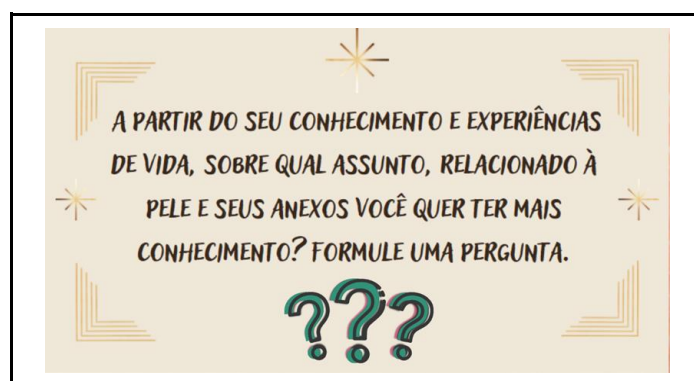 A PARTIR DO SEU CONHECIMENTO E EXPERIÊNCIAS
DE VIDA, SOBRE QUAL ASSUNTO, RELACIONADO À
PELE E SEUS ANEXOS VOCÊ QUER TER MAIS
CONHECIMENTO? FORMULE UMA PERGUNTA.
???